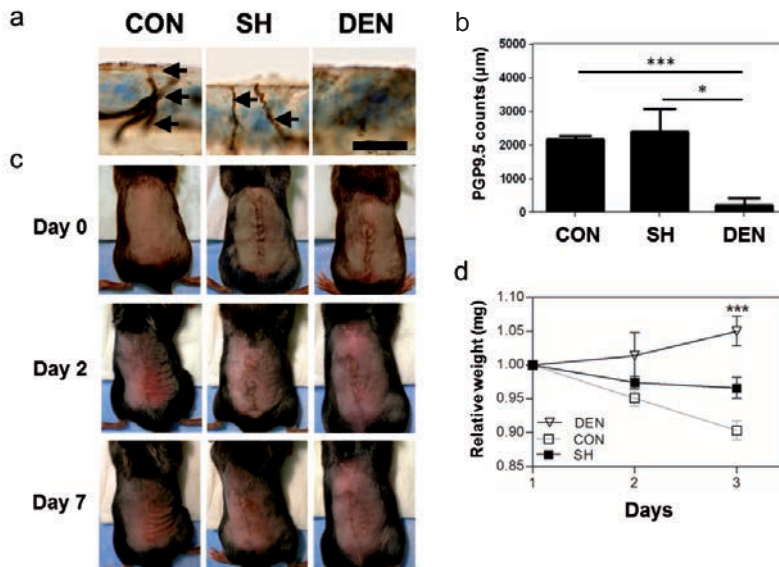 a
CON SH DEN
c
Day 0
Day 2
Day 7
b
PGP9.5 counts (μm)
5000
4000
3000
2000
1000
0
***
*
CON SH DEN
d
Relative weight (mg)
1.10
1.05
1.00
0.95
0.90
0.85
***
DEN
CON
SH
1 2 3
Days